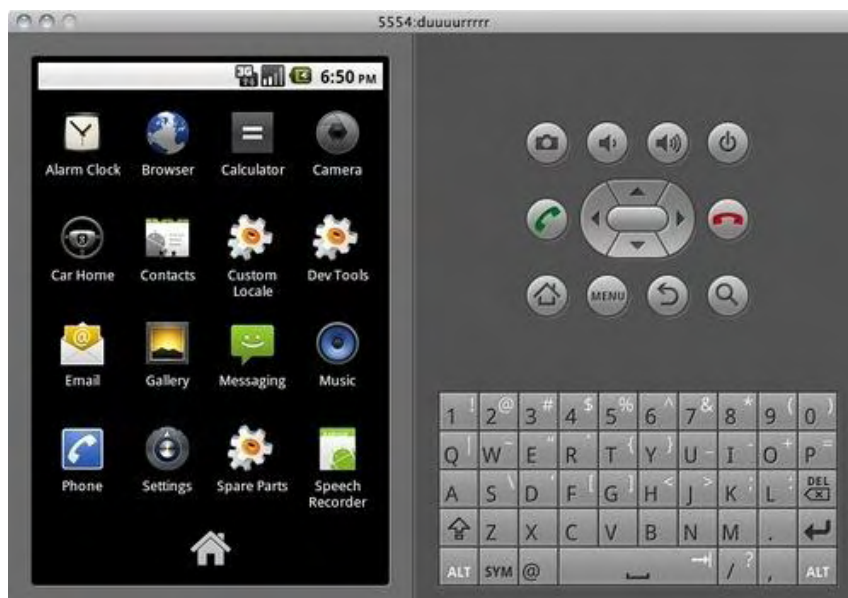 5554:duuuurrrrr
3G 6:50 PM
Alarm Clock Browser Calculator Camera
Car Home Contacts Custom Locale Dev Tools
Email Gallery Messaging Music
Phone Settings Spare Parts Speech Recorder
MENU
1 ! 2 @ 3 # 4 $ 5 % 6 ^ 7 & 8 * 9 ( 0 )
Q | W ~ E " R ` T { Y } U _ I - O + P =
A S \ D ' F [ G ] H < J > K ; L : DEL
Z X C V B N M .
ALT SYM @ / ? , ALT